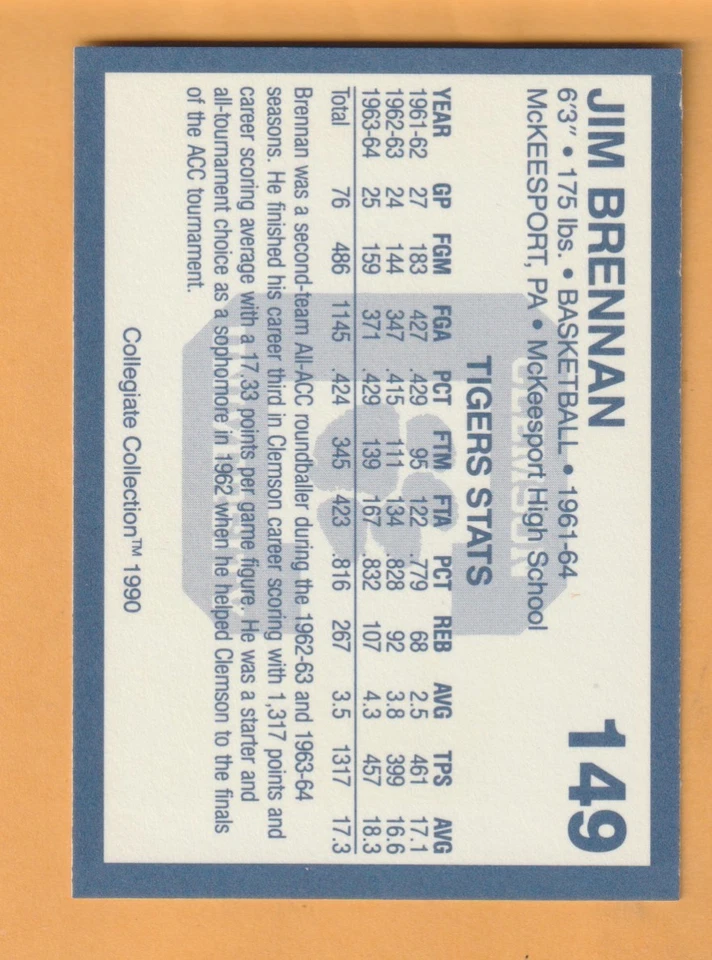 JIM BRENNAN 149
6'3" • 175 lbs. • BASKETBALL • 1961-64
McKEESPORT, PA • McKeesport High School
TIGERS STATS
YEAR GP FGM FGA PCT FTM FTA PCT REB AVG TPS AVG
1961-62 27 183 427 .429 95 122 .779 68 2.5 461 17.1
1962-63 24 144 347 .415 111 134 .828 92 3.8 399 16.6
1963-64 25 159 371 .429 139 167 .832 107 4.3 457 18.3
Total 76 486 1145 .424 345 423 .816 267 3.5 1317 17.3
Brennan was a second-team All-ACC roundballer during the 1962-63 and 1963-64
seasons. He finished his career third in Clemson career scoring with 1,317 points and
career scoring average with a 17.33 points per game figure. He was a starter and
all-tournament choice as a sophomore in 1962 when he helped Clemson to the finals
of the ACC tournament.
Collegiate Collection™ 1990
CLEMSON
UNIVERSITY